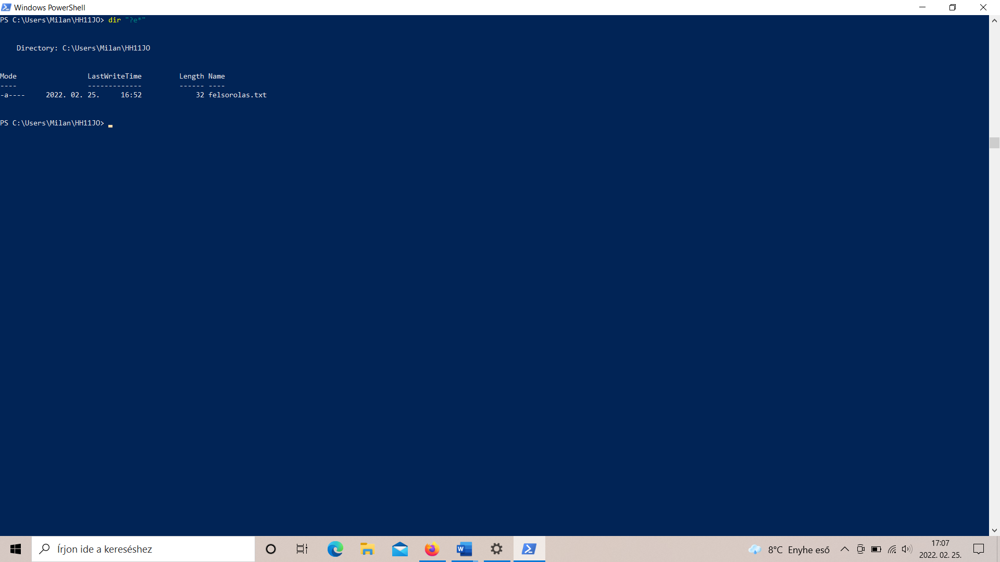 Windows PowerShell
PS C:\Users\Milan\HH11JO> dir "?e*"
Directory: C:\Users\Milan\HH11JO
Mode LastWriteTime Length Name
---- ------------- ------ ----
-a---- 2022. 02. 25. 16:52 32 felsorolas.txt
PS C:\Users\Milan\HH11JO>
Írjon ide a kereséshez
8°C Enyhe eső
17:07
2022. 02. 25.